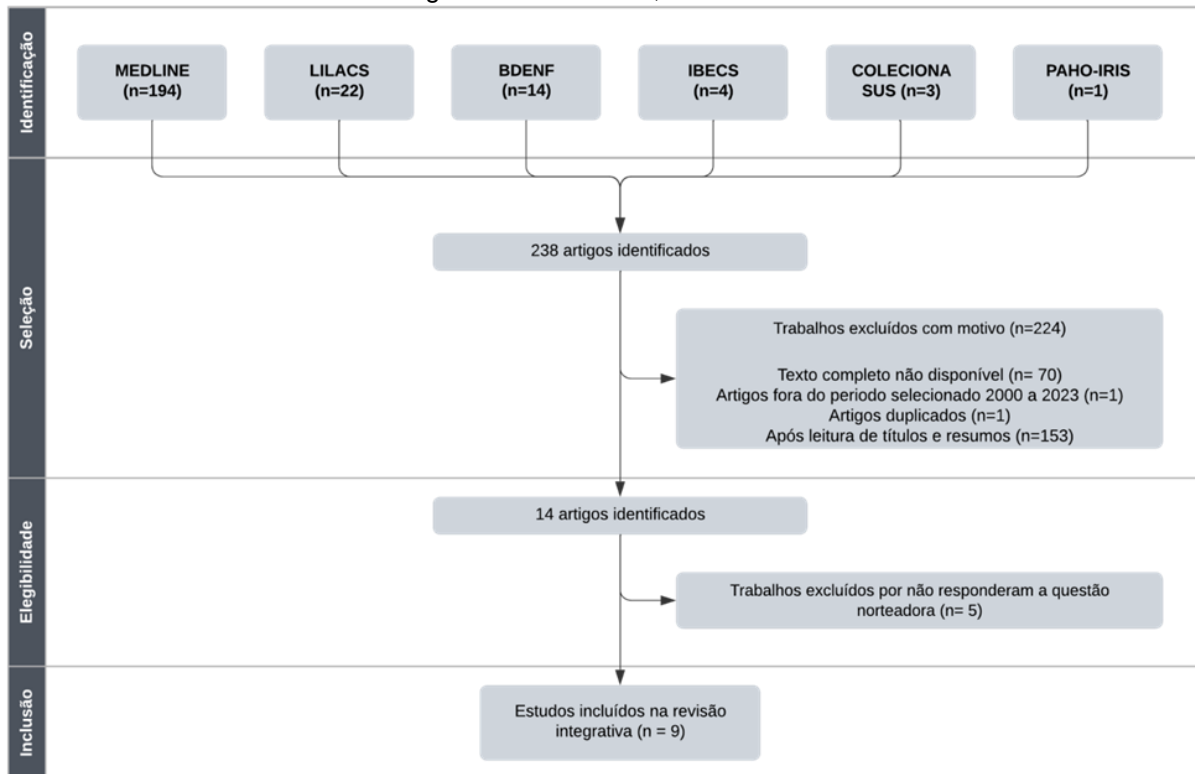 Identificação
MEDLINE
(n=194)
LILACS
(n=22)
BDENF
(n=14)
IBECS
(n=4)
COLECIONA
SUS (n=3)
PAHO-IRIS
(n=1)
Seleção
238 artigos identificados
Trabalhos excluídos com motivo (n=224)
Texto completo não disponível (n= 70)
Artigos fora do periodo selecionado 2000 a 2023 (n=1)
Artigos duplicados (n=1)
Após leitura de títulos e resumos (n=153)
Elegibilidade
14 artigos identificados
Trabalhos excluídos por não responderam a questão
norteadora (n= 5)
Inclusão
Estudos incluídos na revisão
integrativa (n = 9)